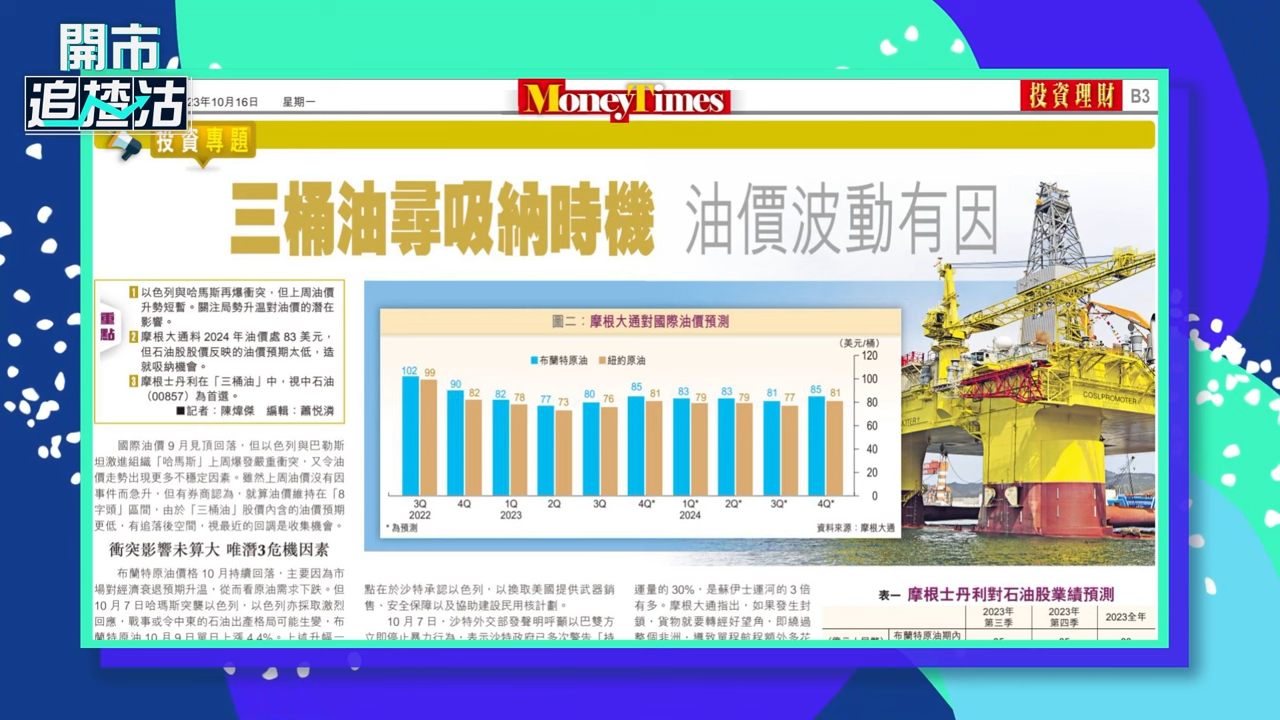 開市
追揸沽
23年10月16日 星期一
MoneyTimes
投資理財 B3
投資專題
三桶油尋吸納時機 油價波動有因
重點
1 以色列與哈馬斯再爆衝突，但上周油價
升勢短暫。關注局勢升溫對油價的潛在
影響。
2 摩根大通料 2024 年油價處 83 美元，
但石油股股價反映的油價預期太低，造
就吸納機會。
3 摩根士丹利在「三桶油」中，視中石油
（00857）為首選。
■記者：陳煒傑 編輯：蕭悅濤
國際油價 9 月見頂回落，但以色列與巴勒斯
坦激進組織「哈馬斯」上周爆發嚴重衝突，又令油
價走勢出現更多不穩定因素。雖然上周油價沒有因
事件而急升，但有券商認為，就算油價維持在「8
字頭」區間，由於「三桶油」股價內含的油價預期
更低，有追落後空間，視最近的回調是收集機會。
衝突影響未算大 唯潛3危機因素
布蘭特原油價格 10 月持續回落，主要因為市
場對經濟衰退預期升溫，從而看原油需求下跌。但
10 月 7 日哈瑪斯突襲以色列，以色列亦採取激烈
回應，戰事或令中東的石油出產格局可能生變，布
蘭特原油 10 月 9 日單日上漲 4.4%。上述升幅一
圖二：摩根大通對國際油價預測
（美元/桶）
布蘭特原油 紐約原油
120
100
80
60
40
20
0
102 99 90 82 82 78 77 73 80 76 85 81 83 79 83 79 81 77 85 81
3Q 4Q 1Q 2Q 3Q 4Q* 1Q* 2Q* 3Q* 4Q*
2022 2023 2024
*為預測 資料來源：摩根大通
COSLPROMOTER
點在於沙特承認以色列，以換取美國提供武器銷
售、安全保障以及協助建設民用核計劃。
10 月 7 日，沙特外交部發聲明呼籲以巴雙方
立即停止暴力行為，表示沙特政府已多次警告「持
運量的 30%，是蘇伊士運河的 3 倍
有多。摩根大通指出，如果發生封
鎖，貨物就要轉經好望角，即繞過
整個非洲，導致單程航程額外多花
表一 摩根士丹利對石油股業績預測
2023年
第三季
2023年
第四季
2023全年
布蘭特原油期內